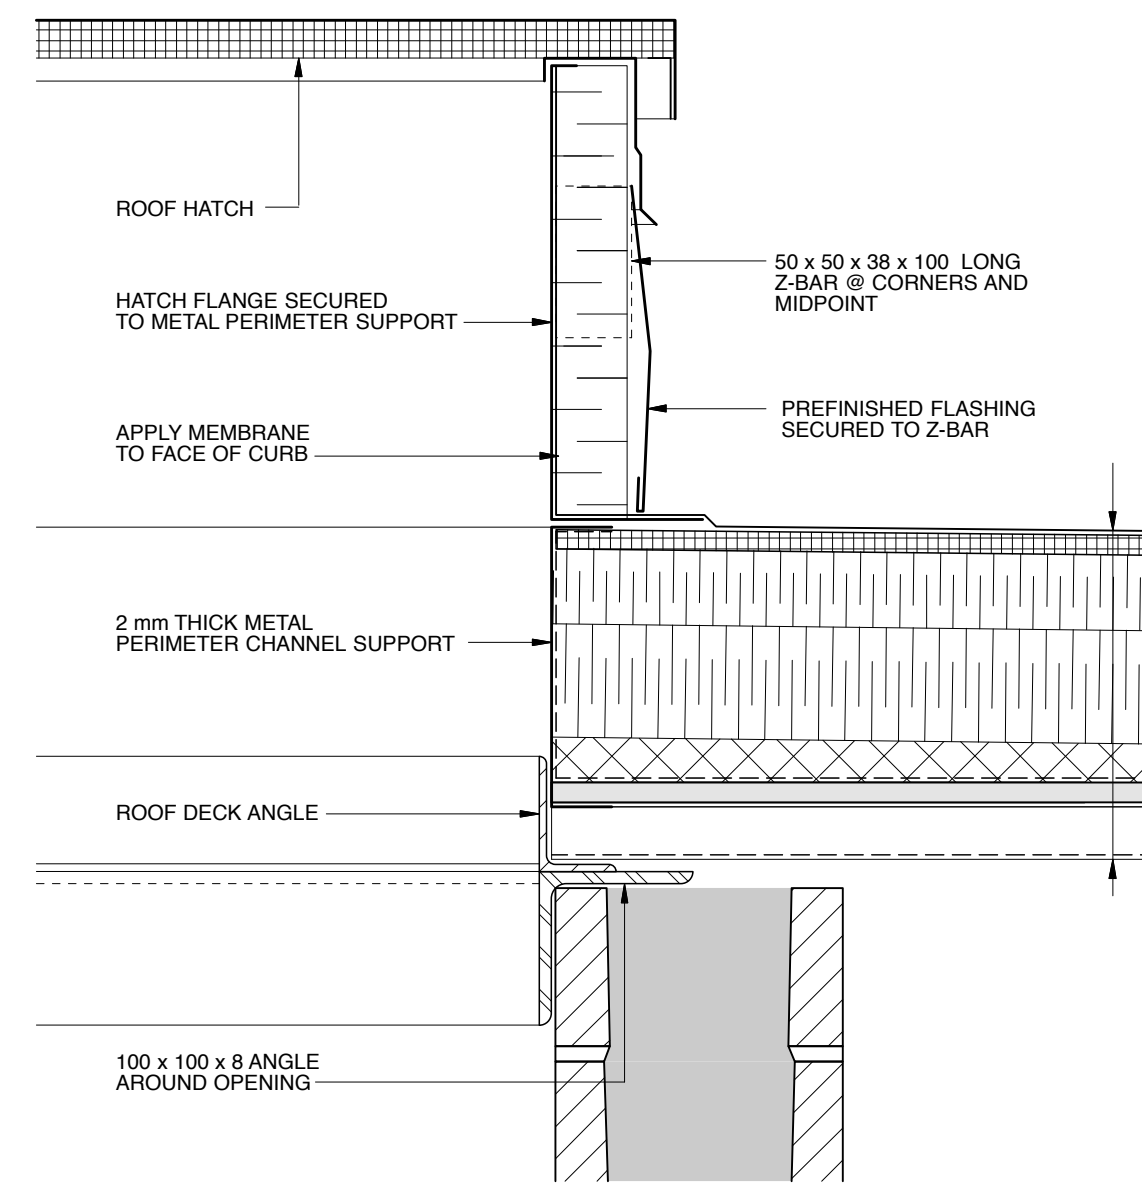 ROOF HATCH
HATCH FLANGE SECURED
TO METAL PERIMETER SUPPORT
50 x 50 x 38 x 100 LONG
Z-BAR @ CORNERS AND
MIDPOINT
APPLY MEMBRANE
TO FACE OF CURB
PREFINISHED FLASHING
SECURED TO Z-BAR
2 mm THICK METAL
PERIMETER CHANNEL SUPPORT
ROOF DECK ANGLE
100 x 100 x 8 ANGLE
AROUND OPENING